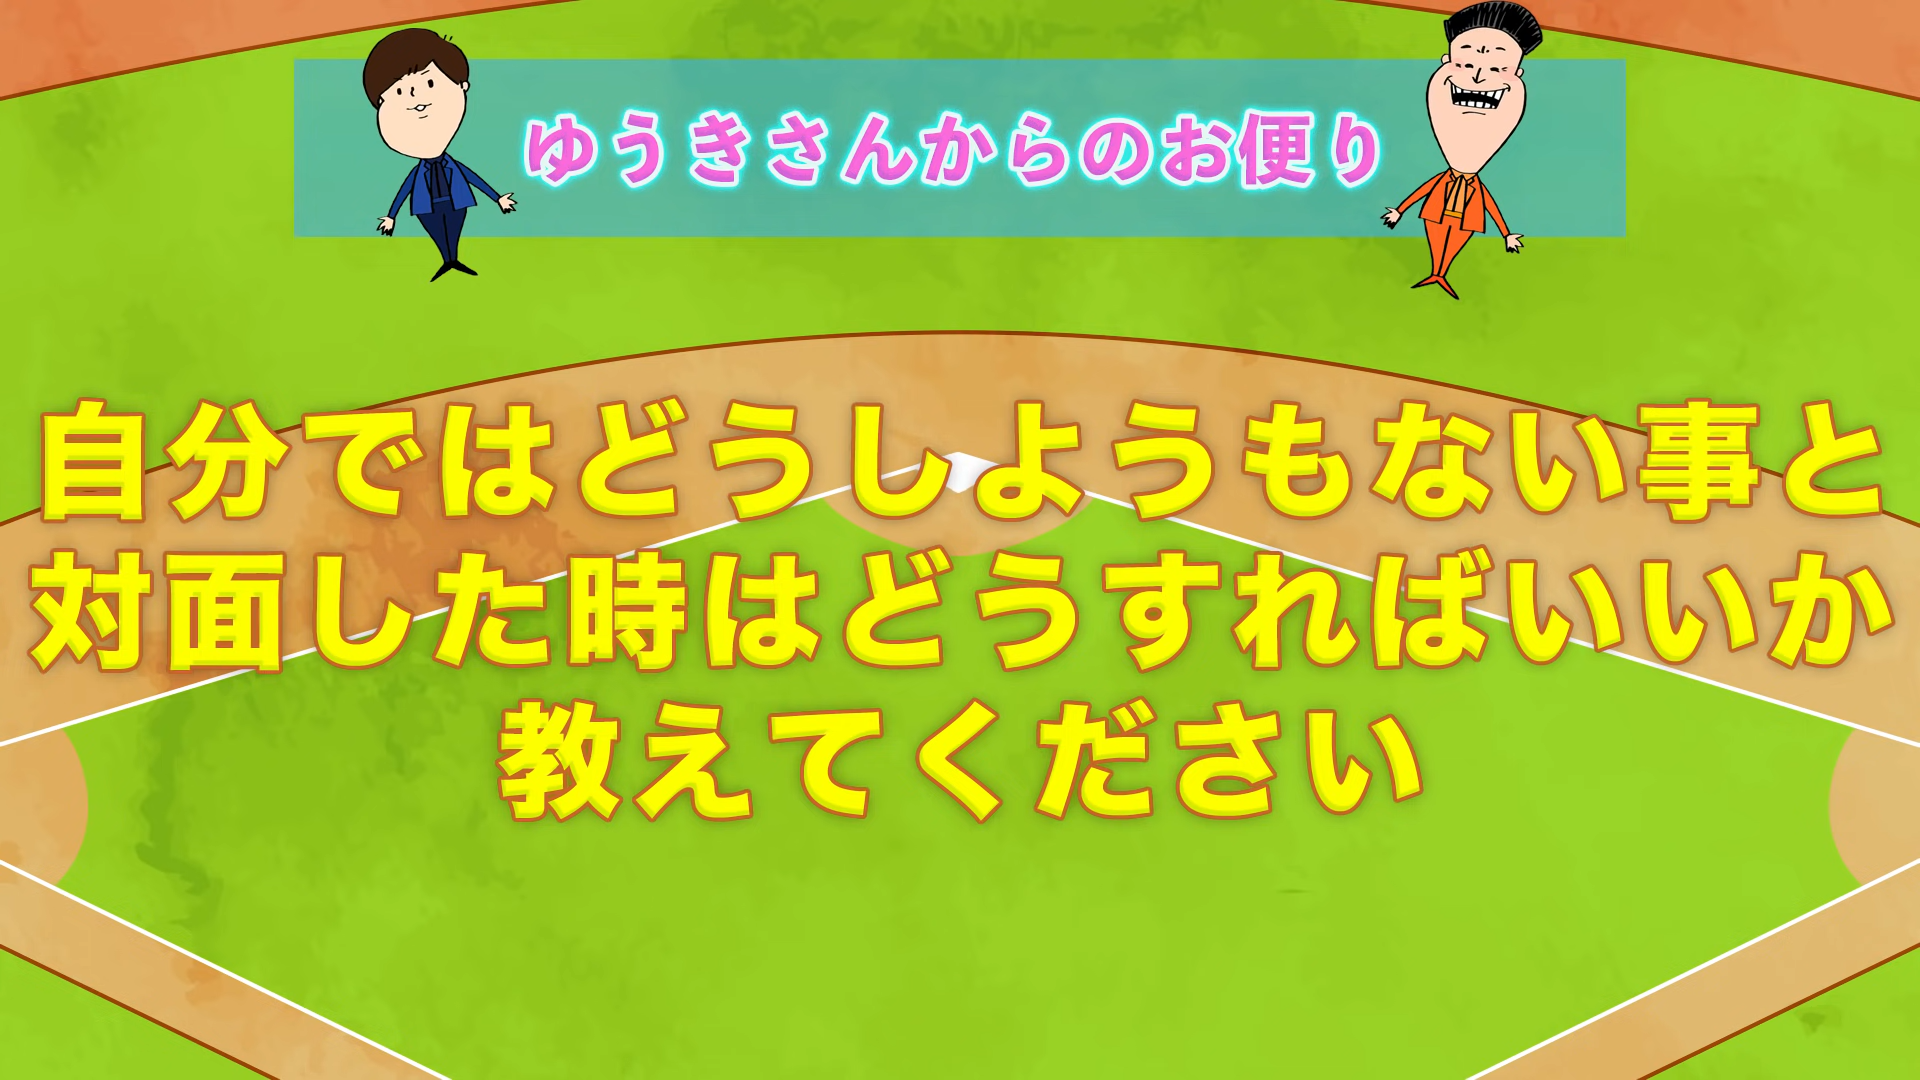 ゆうきさんからのお便り
自分ではどうしようもない事と
対面した時はどうすればいいか
教えてください